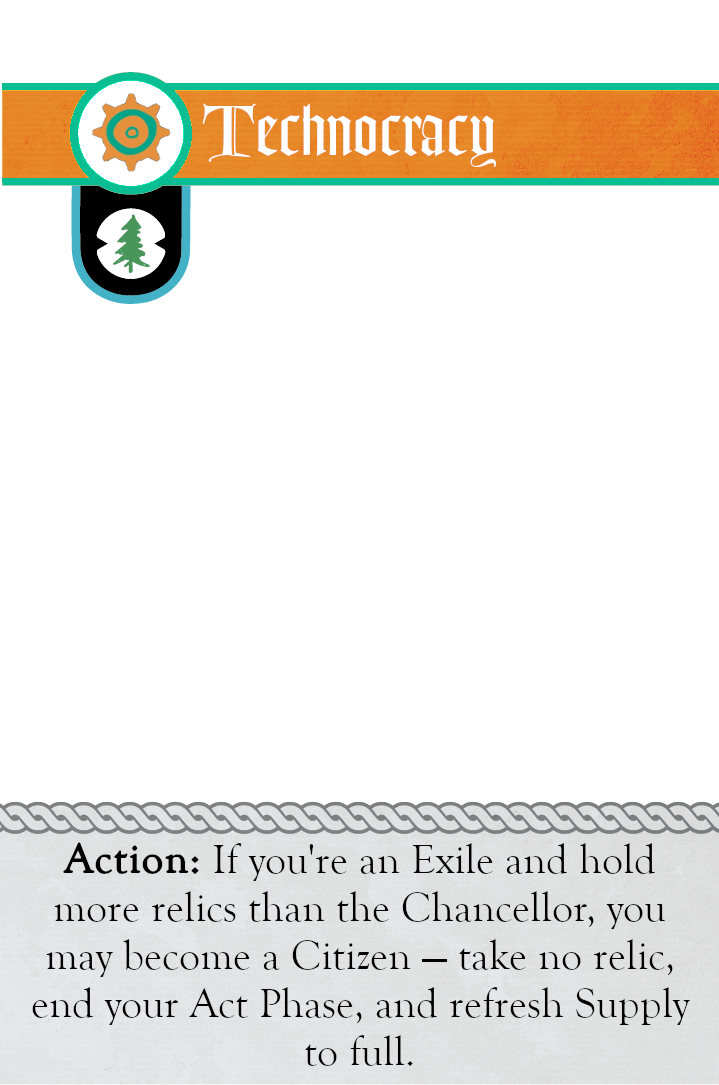 Technocracy
Action: If you're an Exile and hold
more relics than the Chancellor, you
may become a Citizen — take no relic,
end your Act Phase, and refresh Supply
to full.